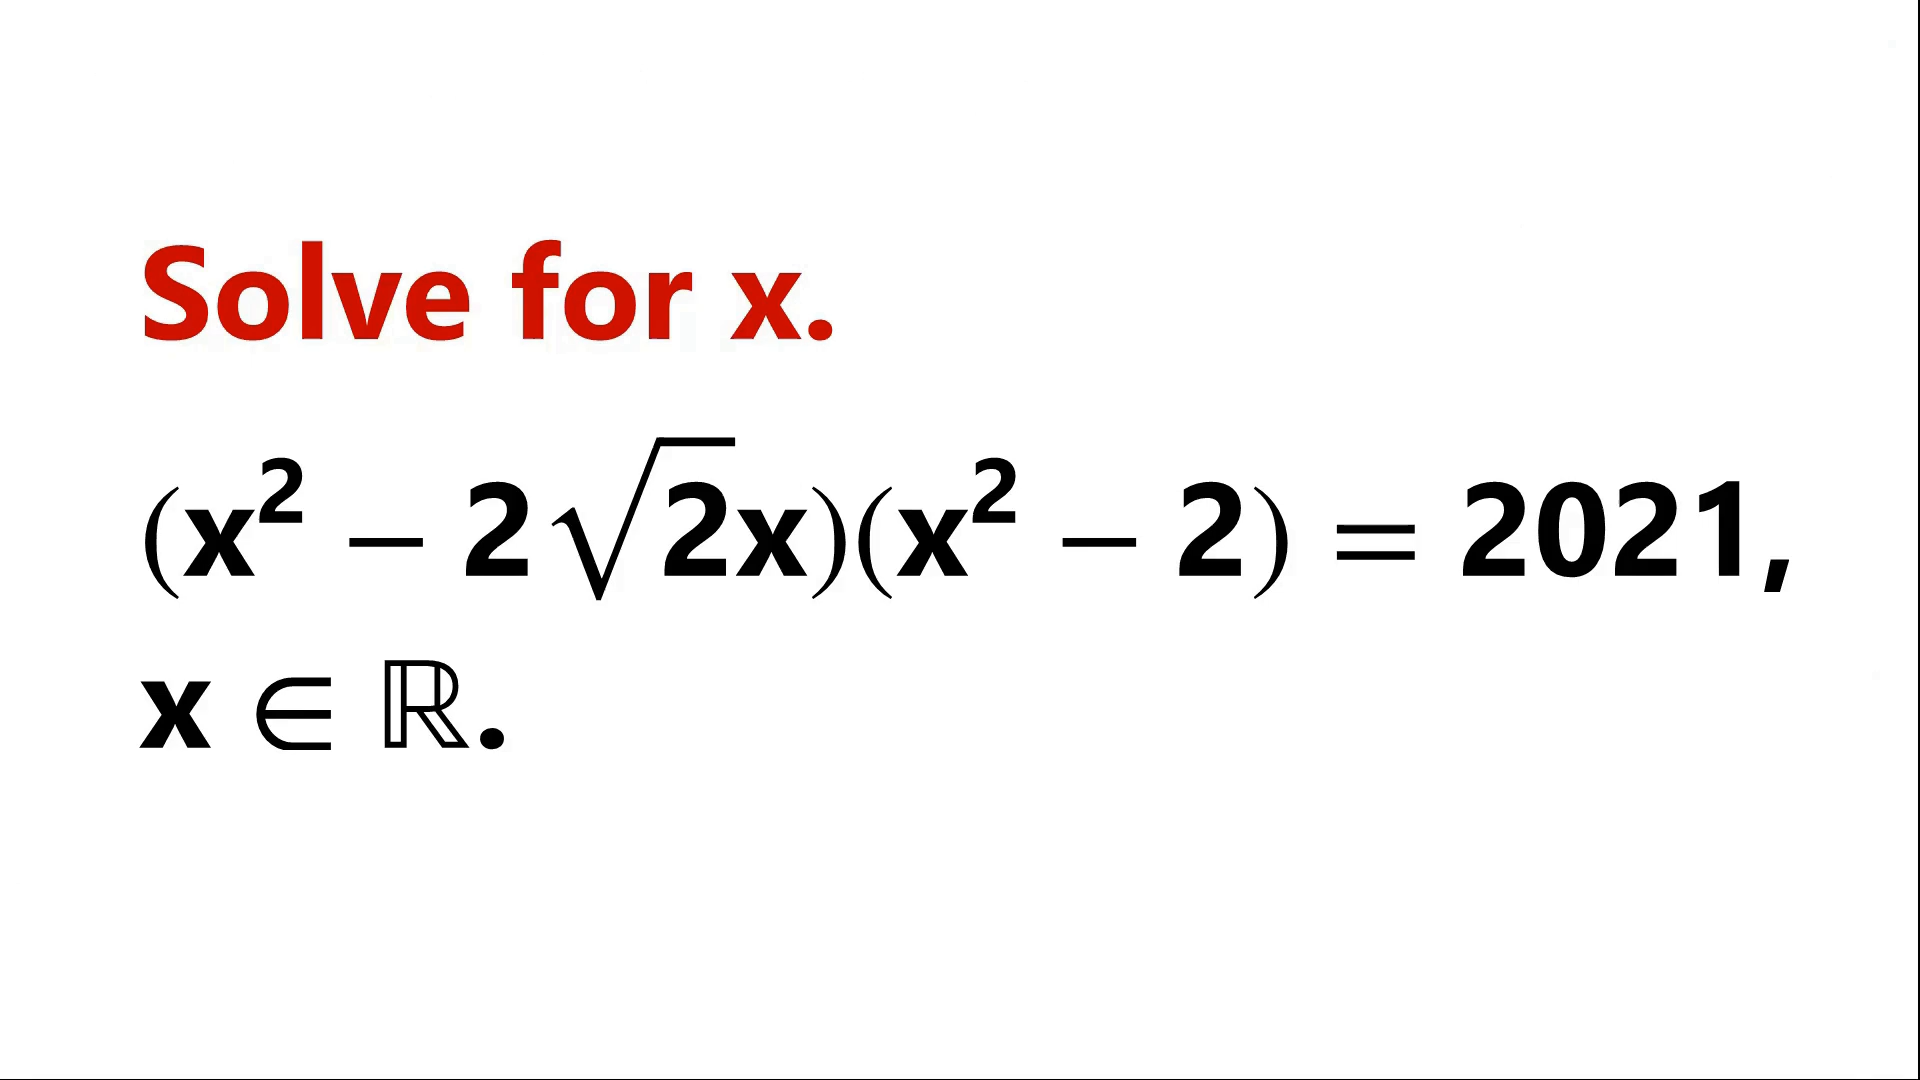 Solve for x.
(x² − 2√2x)(x² − 2) = 2021,
x ∈ ℝ.